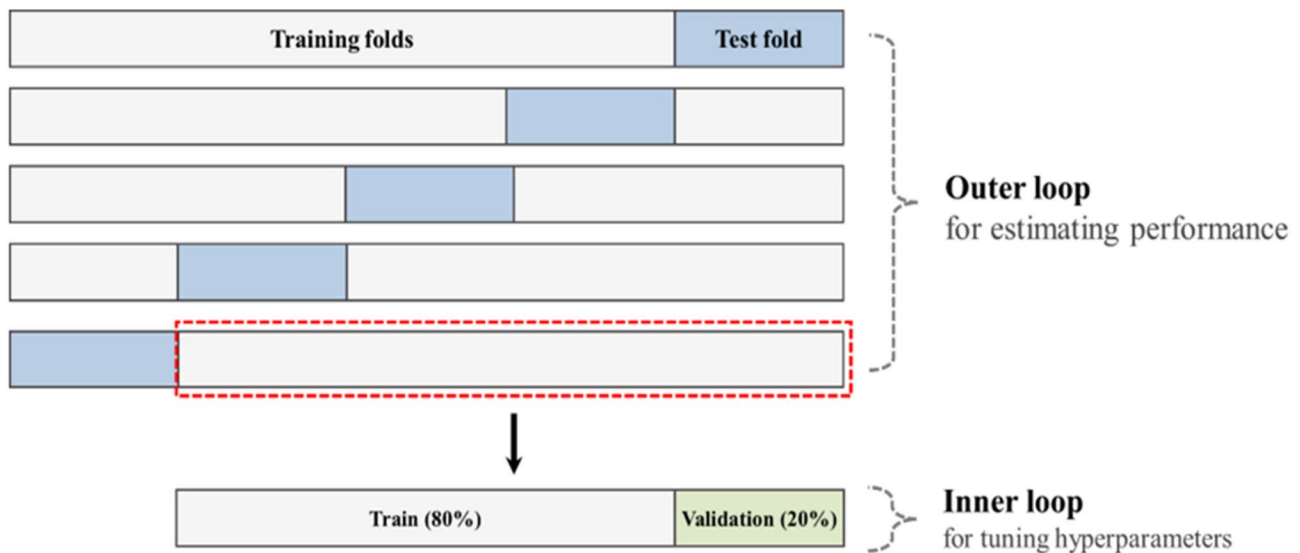 Training folds
Test fold
Outer loop
for estimating performance
Train (80%)
Validation (20%)
Inner loop
for tuning hyperparameters